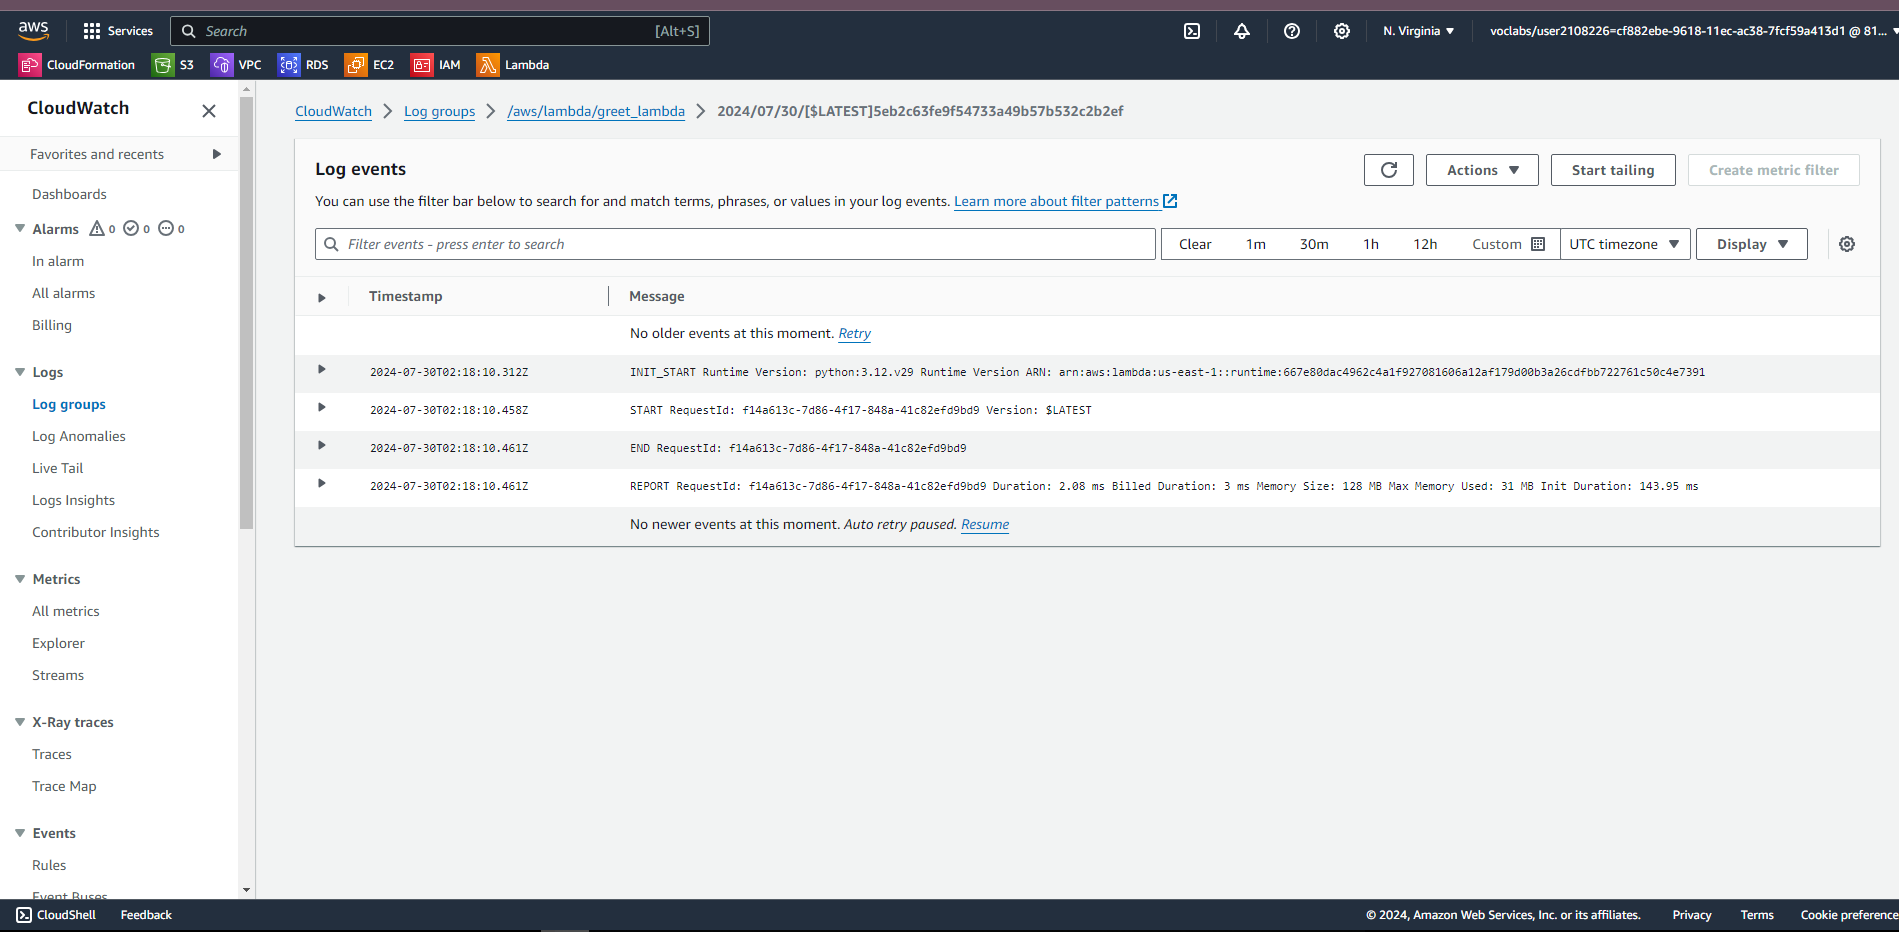 aws
Services
Search [Alt+S]
N. Virginia
voclabs/user2108226=cf882ebe-9618-11ec-ac38-7fcf59a413d1 @ 81...
CloudFormation S3 VPC RDS EC2 IAM Lambda
CloudWatch
Favorites and recents
Dashboards
Alarms 0 0 0
In alarm
All alarms
Billing
Logs
Log groups
Log Anomalies
Live Tail
Logs Insights
Contributor Insights
Metrics
All metrics
Explorer
Streams
X-Ray traces
Traces
Trace Map
Events
Rules
Event Buses
CloudWatch Log groups /aws/lambda/greet_lambda 2024/07/30/[$LATEST]5eb2c63fe9f54733a49b57b532c2b2ef
Log events
Actions Start tailing Create metric filter
You can use the filter bar below to search for and match terms, phrases, or values in your log events. Learn more about filter patterns
Filter events - press enter to search
Clear 1m 30m 1h 12h Custom UTC timezone Display
Timestamp Message
No older events at this moment. Retry
2024-07-30T02:18:10.312Z INIT_START Runtime Version: python:3.12.v29 Runtime Version ARN: arn:aws:lambda:us-east-1::runtime:667e80dac4962c4a1f927081606a12af179d00b3a26cdfbb722761c50c4e7391
2024-07-30T02:18:10.458Z START RequestId: f14a613c-7d86-4f17-848a-41c82efd9bd9 Version: $LATEST
2024-07-30T02:18:10.461Z END RequestId: f14a613c-7d86-4f17-848a-41c82efd9bd9
2024-07-30T02:18:10.461Z REPORT RequestId: f14a613c-7d86-4f17-848a-41c82efd9bd9 Duration: 2.08 ms Billed Duration: 3 ms Memory Size: 128 MB Max Memory Used: 31 MB Init Duration: 143.95 ms
No newer events at this moment. Auto retry paused. Resume
CloudShell Feedback
© 2024, Amazon Web Services, Inc. or its affiliates. Privacy Terms Cookie preference